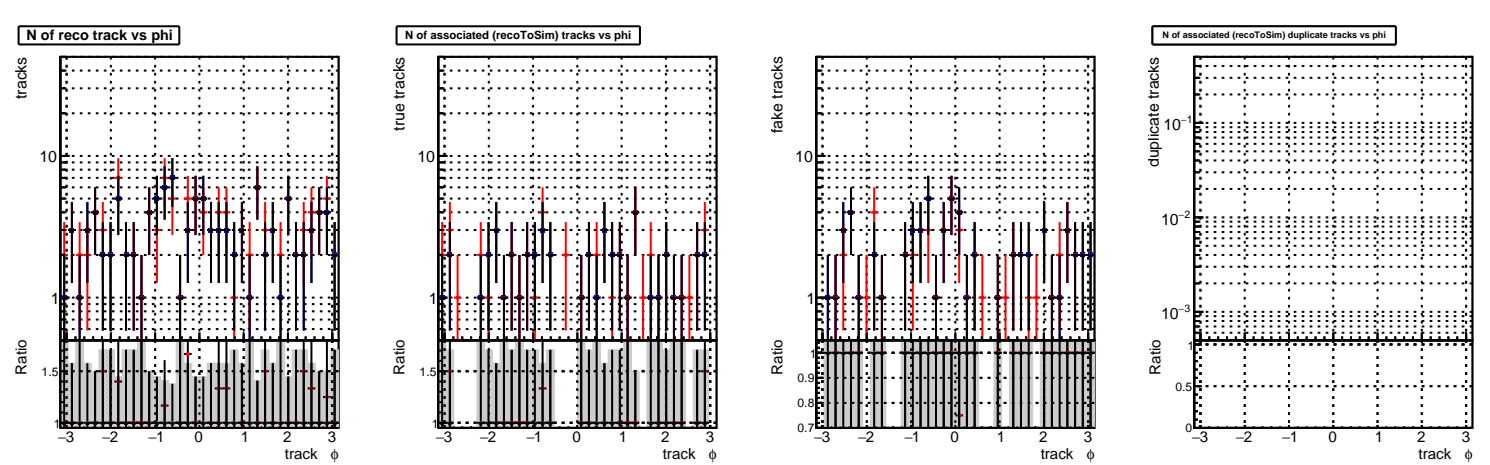 N of reco track vs phi
tracks
10
1
Ratio
1.5
1
−3 −2 −1 0 1 2 3
track ϕ
N of associated (recoToSim) tracks vs phi
true tracks
10
1
Ratio
1.5
1
−3 −2 −1 0 1 2 3
track ϕ
fake tracks
10
1
Ratio
1
0.9
0.8
0.7
−3 −2 −1 0 1 2 3
track ϕ
N of associated (recoToSim) duplicate tracks vs phi
duplicate tracks
10⁻¹
10⁻²
10⁻³
Ratio
1
0.5
0
−3 −2 −1 0 1 2 3
track ϕ